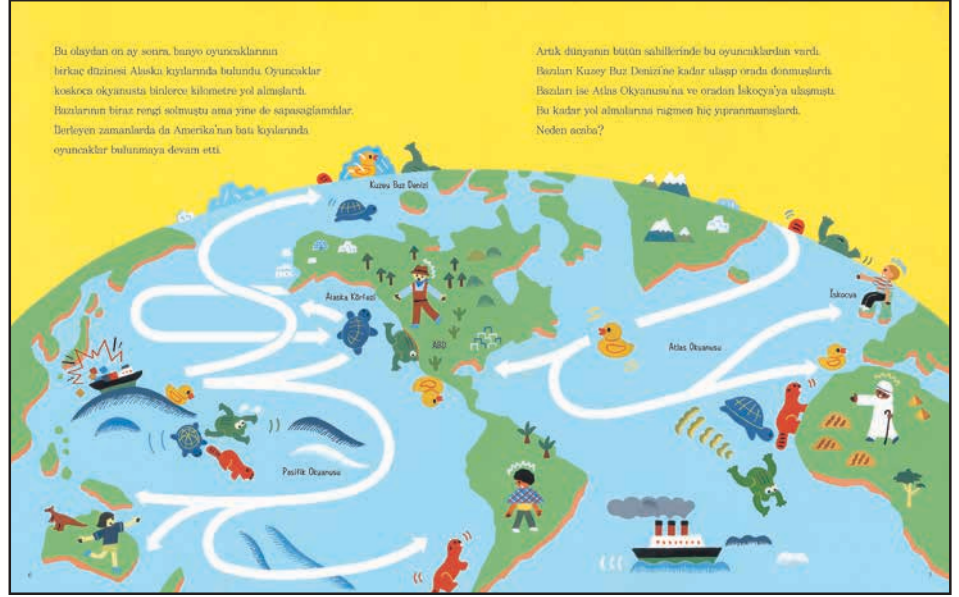 Bu olaydan on ay sonra, banyo oyuncaklarının
birkaç düzinesi Alaska kıyılarında bulundu. Oyuncaklar
koskoca okyanusta binlerce kilometre yol almışlardı.
Bazılarının biraz rengi solmuştu ama yine de sapasağlamdılar.
İlerleyen zamanlarda da Amerika'nın batı kıyılarında
oyuncaklar bulunmaya devam etti.
Artık dünyanın bütün sahillerinde bu oyuncaklardan vardı.
Bazıları Kuzey Buz Denizi'ne kadar ulaşıp orada donmuşlardı.
Bazıları ise Atlas Okyanusu'na ve oradan İskoçya'ya ulaşmıştı.
Bu kadar yol almalarına rağmen hiç yıpranmamışlardı.
Neden acaba?
Kuzey Buz Denizi
Alaska Körfezi
ABD
İskoçya
Atlas Okyanusu
Pasifik Okyanusu
6